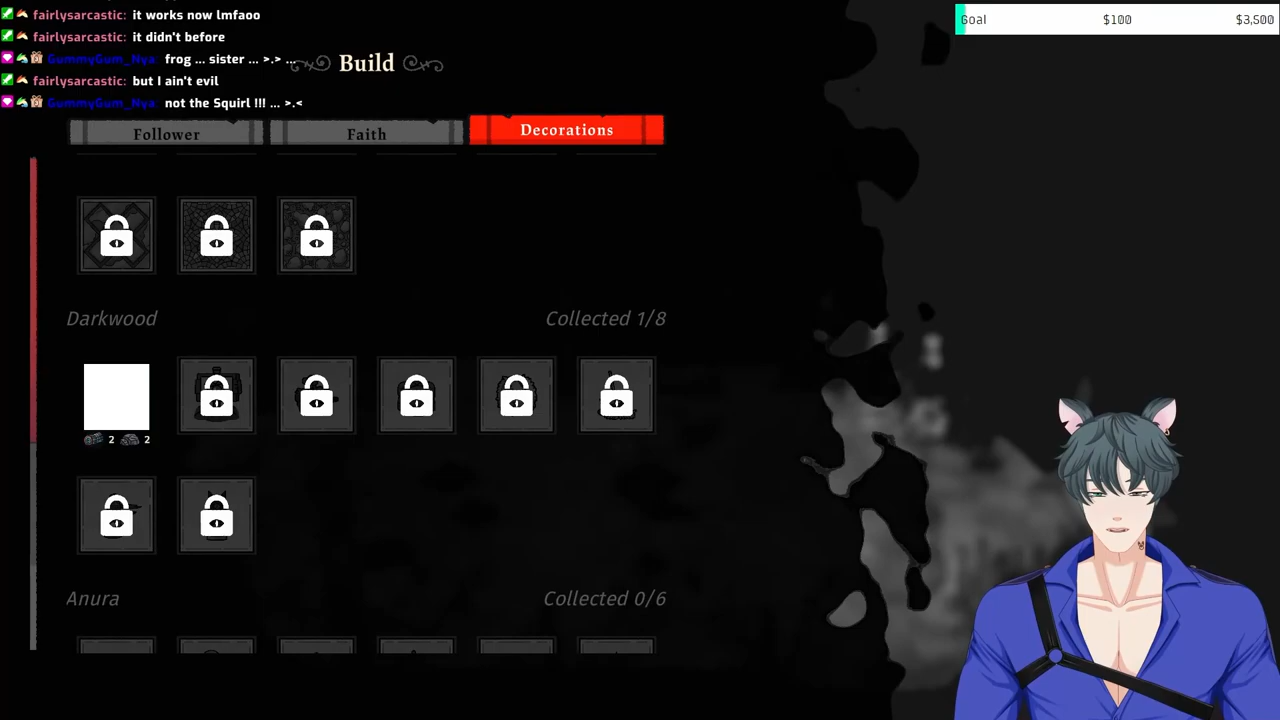 fairlysarcastic: it works now lmfaoo
fairlysarcastic: it didn't before
GummyGum_Nya: frog ... sister ... >.> ...
fairlysarcastic: but I ain't evil
GummyGum_Nya: not the Squirl !!! ... >.<
Goal $100 $3,500
Build
Follower Faith Decorations
Darkwood Collected 1/8
2 2
Anura Collected 0/6